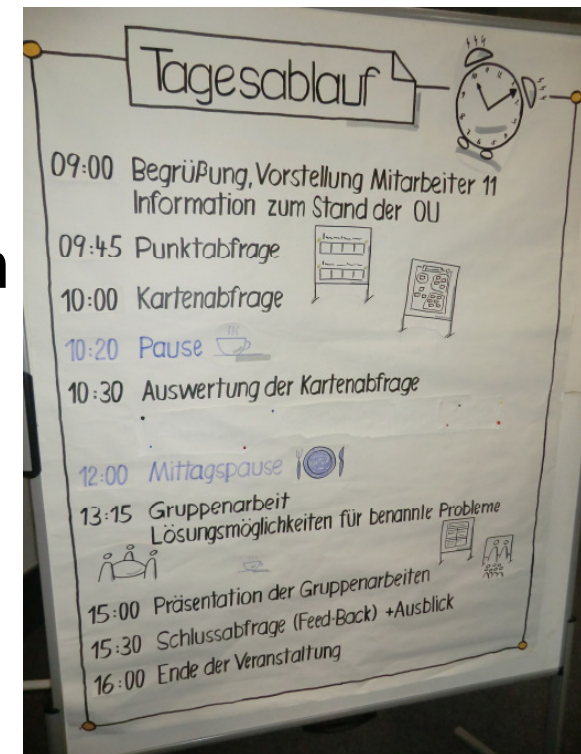 Tagesablauf
09:00 Begrüßung, Vorstellung Mitarbeiter 11
Information zum Stand der OU
09:45 Punktabfrage
10:00 Kartenabfrage
10:20 Pause
10:30 Auswertung der Kartenabfrage
12:00 Mittagspause
13:15 Gruppenarbeit
Lösungsmöglichkeiten für benannte Probleme
15:00 Präsentation der Gruppenarbeiten
15:30 Schlussabfrage (Feed-Back) + Ausblick
16:00 Ende der Veranstaltung